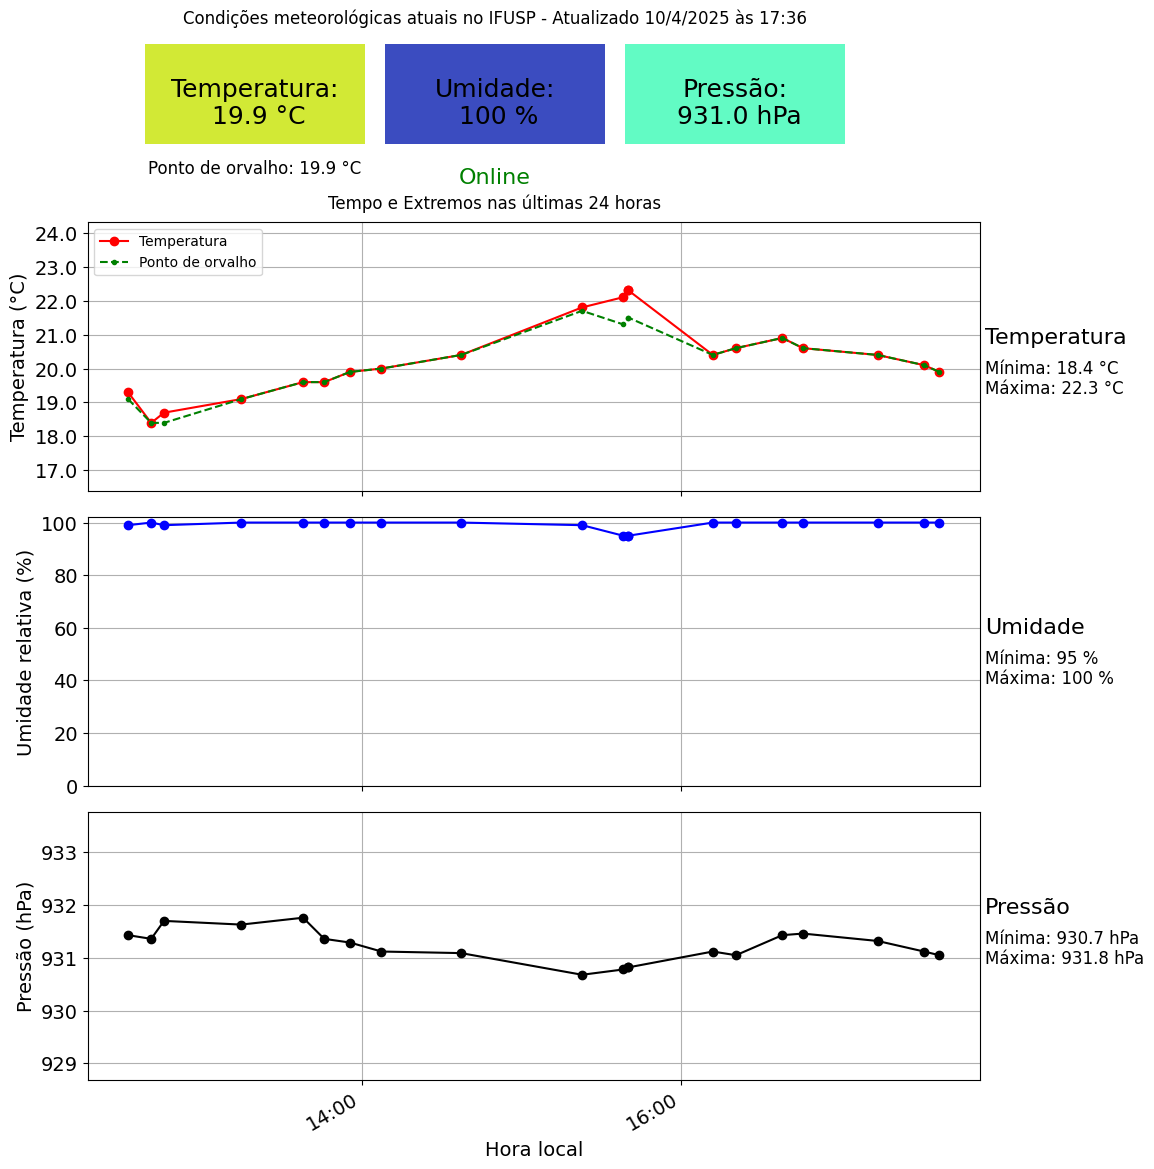 Condições meteorológicas atuais no IFUSP - Atualizado 10/4/2025 às 17:36
Temperatura:
19.9 °C
Umidade:
100 %
Pressão:
931.0 hPa
Ponto de orvalho: 19.9 °C
Online
Tempo e Extremos nas últimas 24 horas
Temperatura (°C)
24.0
23.0
22.0
21.0
20.0
19.0
18.0
17.0
Temperatura
Ponto de orvalho
Temperatura
Mínima: 18.4 °C
Máxima: 22.3 °C
Umidade relativa (%)
100
80
60
40
20
0
Umidade
Mínima: 95 %
Máxima: 100 %
Pressão (hPa)
933
932
931
930
929
Pressão
Mínima: 930.7 hPa
Máxima: 931.8 hPa
14:00
16:00
Hora local